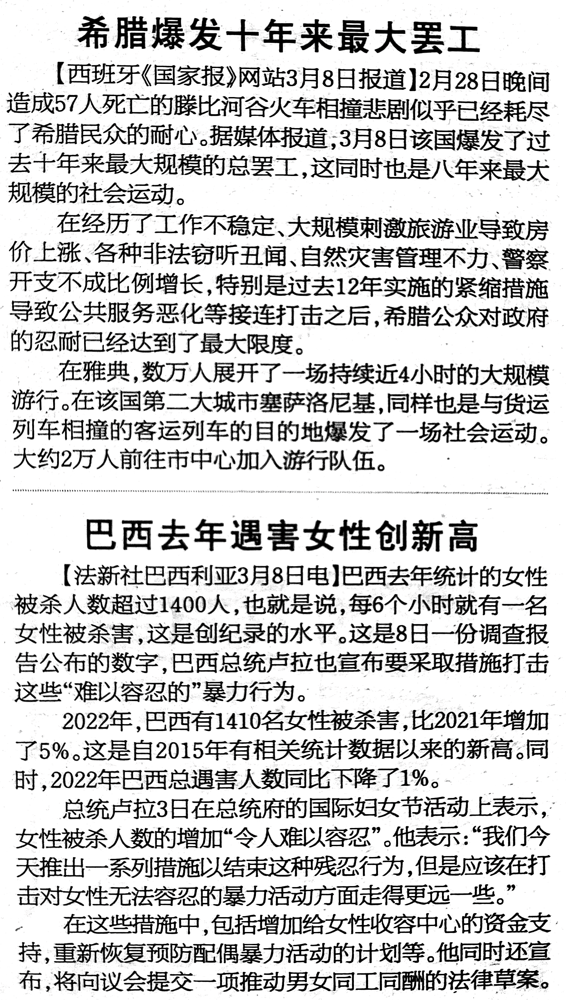 希腊爆发十年来最大罢工
【西班牙《国家报》网站3月8日报道】2月28日晚间
造成57人死亡的滕比河谷火车相撞悲剧似乎已经耗尽
了希腊民众的耐心。据媒体报道,3月8日该国爆发了过
去十年来最大规模的总罢工,这同时也是八年来最大
规模的社会运动。
在经历了工作不稳定、大规模刺激旅游业导致房
价上涨、各种非法窃听丑闻、自然灾害管理不力、警察
开支不成比例增长,特别是过去12年实施的紧缩措施
导致公共服务恶化等接连打击之后,希腊公众对政府
的忍耐已经达到了最大限度。
在雅典,数万人展开了一场持续近4小时的大规模
游行。在该国第二大城市塞萨洛尼基,同样也是与货运
列车相撞的客运列车的目的地爆发了一场社会运动。
大约2万人前往市中心加入游行队伍。
巴西去年遇害女性创新高
【法新社巴西利亚3月8日电】巴西去年统计的女性
被杀人数超过1400人,也就是说,每6个小时就有一名
女性被杀害,这是创纪录的水平。这是8日一份调查报
告公布的数字,巴西总统卢拉也宣布要采取措施打击
这些“难以容忍的”暴力行为。
2022年,巴西有1410名女性被杀害,比2021年增加
了5%。这是自2015年有相关统计数据以来的新高。同
时,2022年巴西总遇害人数同比下降了1%。
总统卢拉3日在总统府的国际妇女节活动上表示,
女性被杀人数的增加“令人难以容忍”。他表示:“我们今
天推出一系列措施以结束这种残忍行为,但是应该在打
击对女性无法容忍的暴力活动方面走得更远一些。”
在这些措施中,包括增加给女性收容中心的资金支
持,重新恢复预防配偶暴力活动的计划等。他同时还宣
布,将向议会提交一项推动男女同工同酬的法律草案。